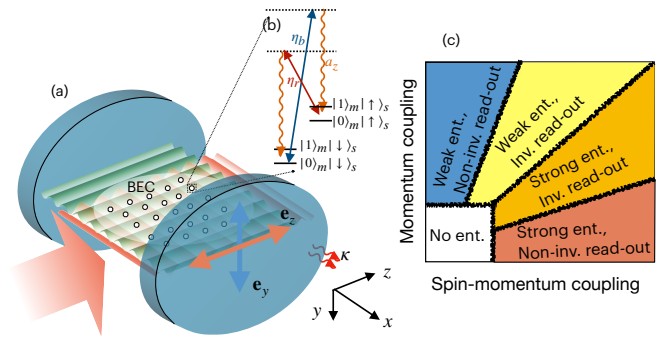 (a)
BEC
e_z
e_y
κ
z
x
y
(b)
η_b
η_r
a_z
|1⟩_m|↑⟩_s
|0⟩_m|↑⟩_s
|1⟩_m|↓⟩_s
|0⟩_m|↓⟩_s
(c)
Momentum coupling
Weak ent.,
Non-inv. read-out
Weak ent.,
Inv. read-out
Strong ent.,
Inv. read-out
No ent.
Strong ent.,
Non-inv. read-out
Spin-momentum coupling